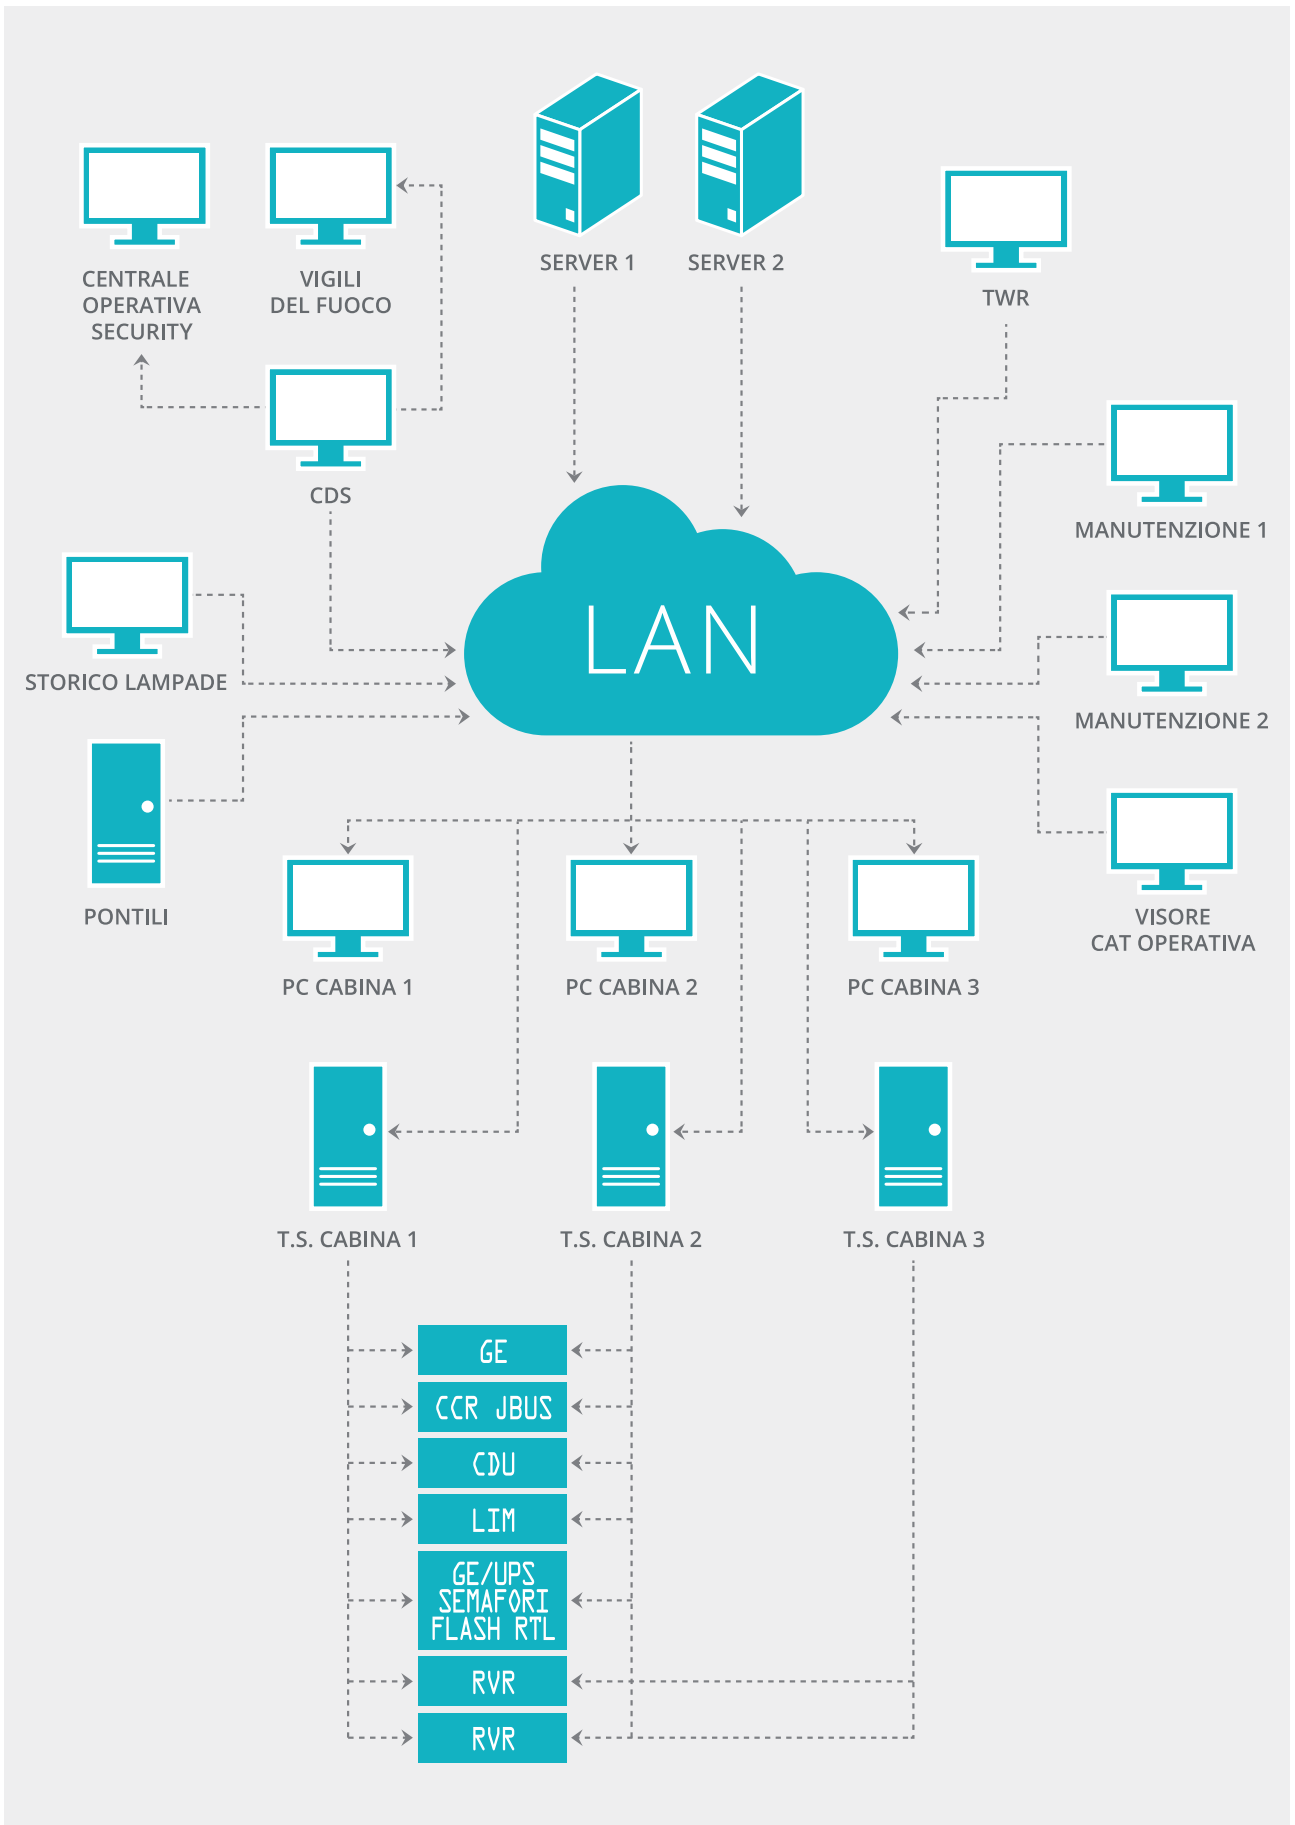 SERVER 1
SERVER 2
CENTRALE
OPERATIVA
SECURITY
VIGILI
DEL FUOCO
TWR
CDS
MANUTENZIONE 1
LAN
STORICO LAMPADE
MANUTENZIONE 2
PONTILI
VISORE
CAT OPERATIVA
PC CABINA 1
PC CABINA 2
PC CABINA 3
T.S. CABINA 1
T.S. CABINA 2
T.S. CABINA 3
GE
CCR JBUS
CDU
LIM
GE/UPS
SEMAFORI
FLASH RTL
RVR
RVR